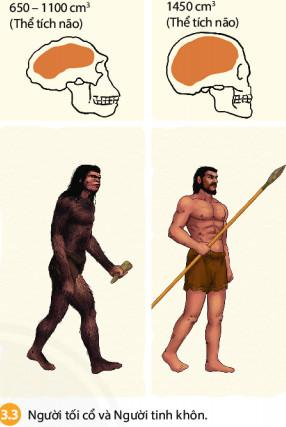 650 – 1100 cm³
(Thể tích não)
1450 cm³
(Thể tích não)
3.3 Người tối cổ và Người tinh khôn.